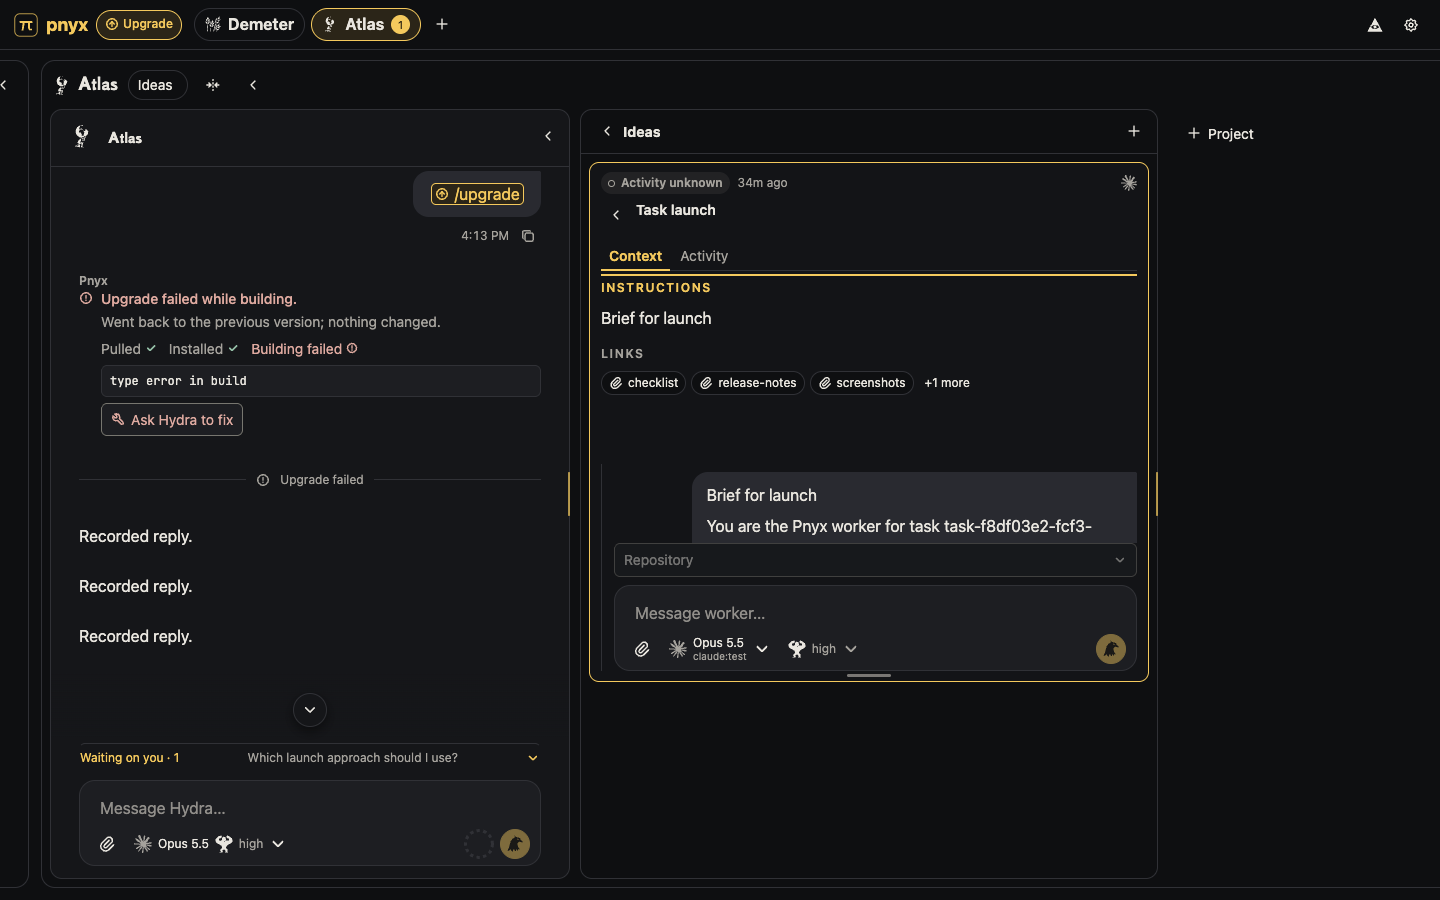 π pnyx Upgrade Demeter Atlas 1
Atlas Ideas
Atlas
/upgrade
4:13 PM
Pnyx
Upgrade failed while building.
Went back to the previous version; nothing changed.
Pulled Installed Building failed
type error in build
Ask Hydra to fix
Upgrade failed
Recorded reply.
Recorded reply.
Recorded reply.
Waiting on you · 1 Which launch approach should I use?
Message Hydra...
Opus 5.5 high
Ideas
Activity unknown 34m ago
Task launch
Context Activity
INSTRUCTIONS
Brief for launch
LINKS
checklist release-notes screenshots +1 more
Brief for launch
You are the Pnyx worker for task task-f8df03e2-fcf3-
Repository
Message worker...
Opus 5.5 high
claude:test
Project